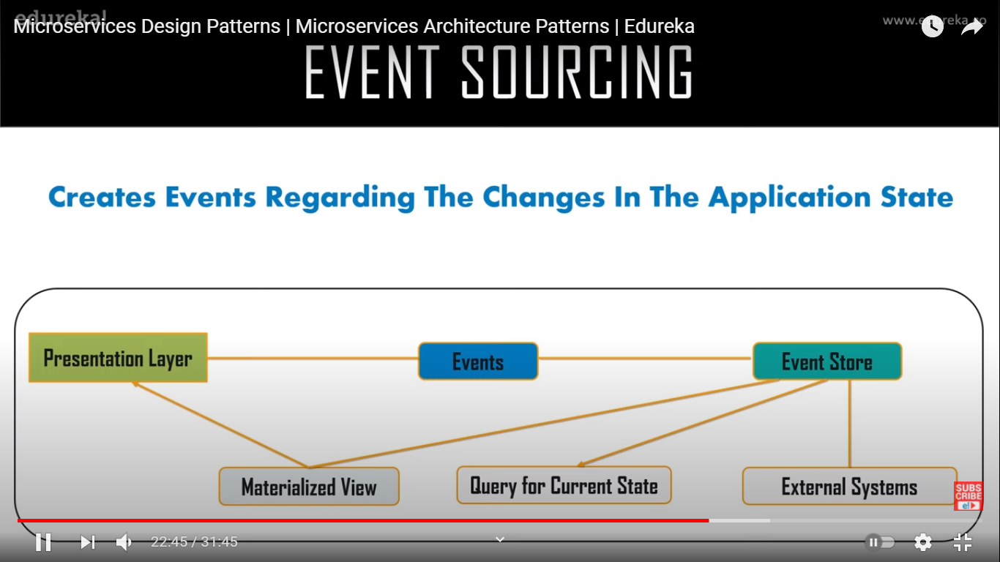 edureka!
www.edureka.co
Microservices Design Patterns | Microservices Architecture Patterns | Edureka
EVENT SOURCING
Creates Events Regarding The Changes In The Application State
Presentation Layer
Events
Event Store
Materialized View
Query for Current State
External Systems
SUBS
CRIBE
e!
22:45 / 31:45